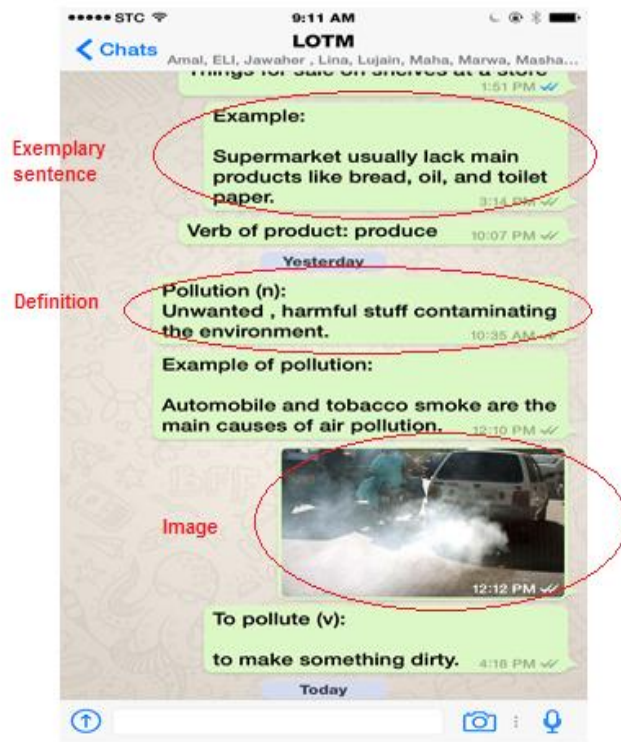 STC
9:11 AM
Chats
LOTM
Amal, ELI, Jawaher , Lina, Lujain, Maha, Marwa, Masha...
Things for sale on shelves at a store
1:51 PM
Exemplary
sentence
Example:
Supermarket usually lack main
products like bread, oil, and toilet
paper.
3:14 PM
Verb of product: produce
10:07 PM
Yesterday
Definition
Pollution (n):
Unwanted , harmful stuff contaminating
the environment.
10:35 AM
Example of pollution:
Automobile and tobacco smoke are the
main causes of air pollution.
12:10 PM
Image
12:12 PM
To pollute (v):
to make something dirty.
4:18 PM
Today